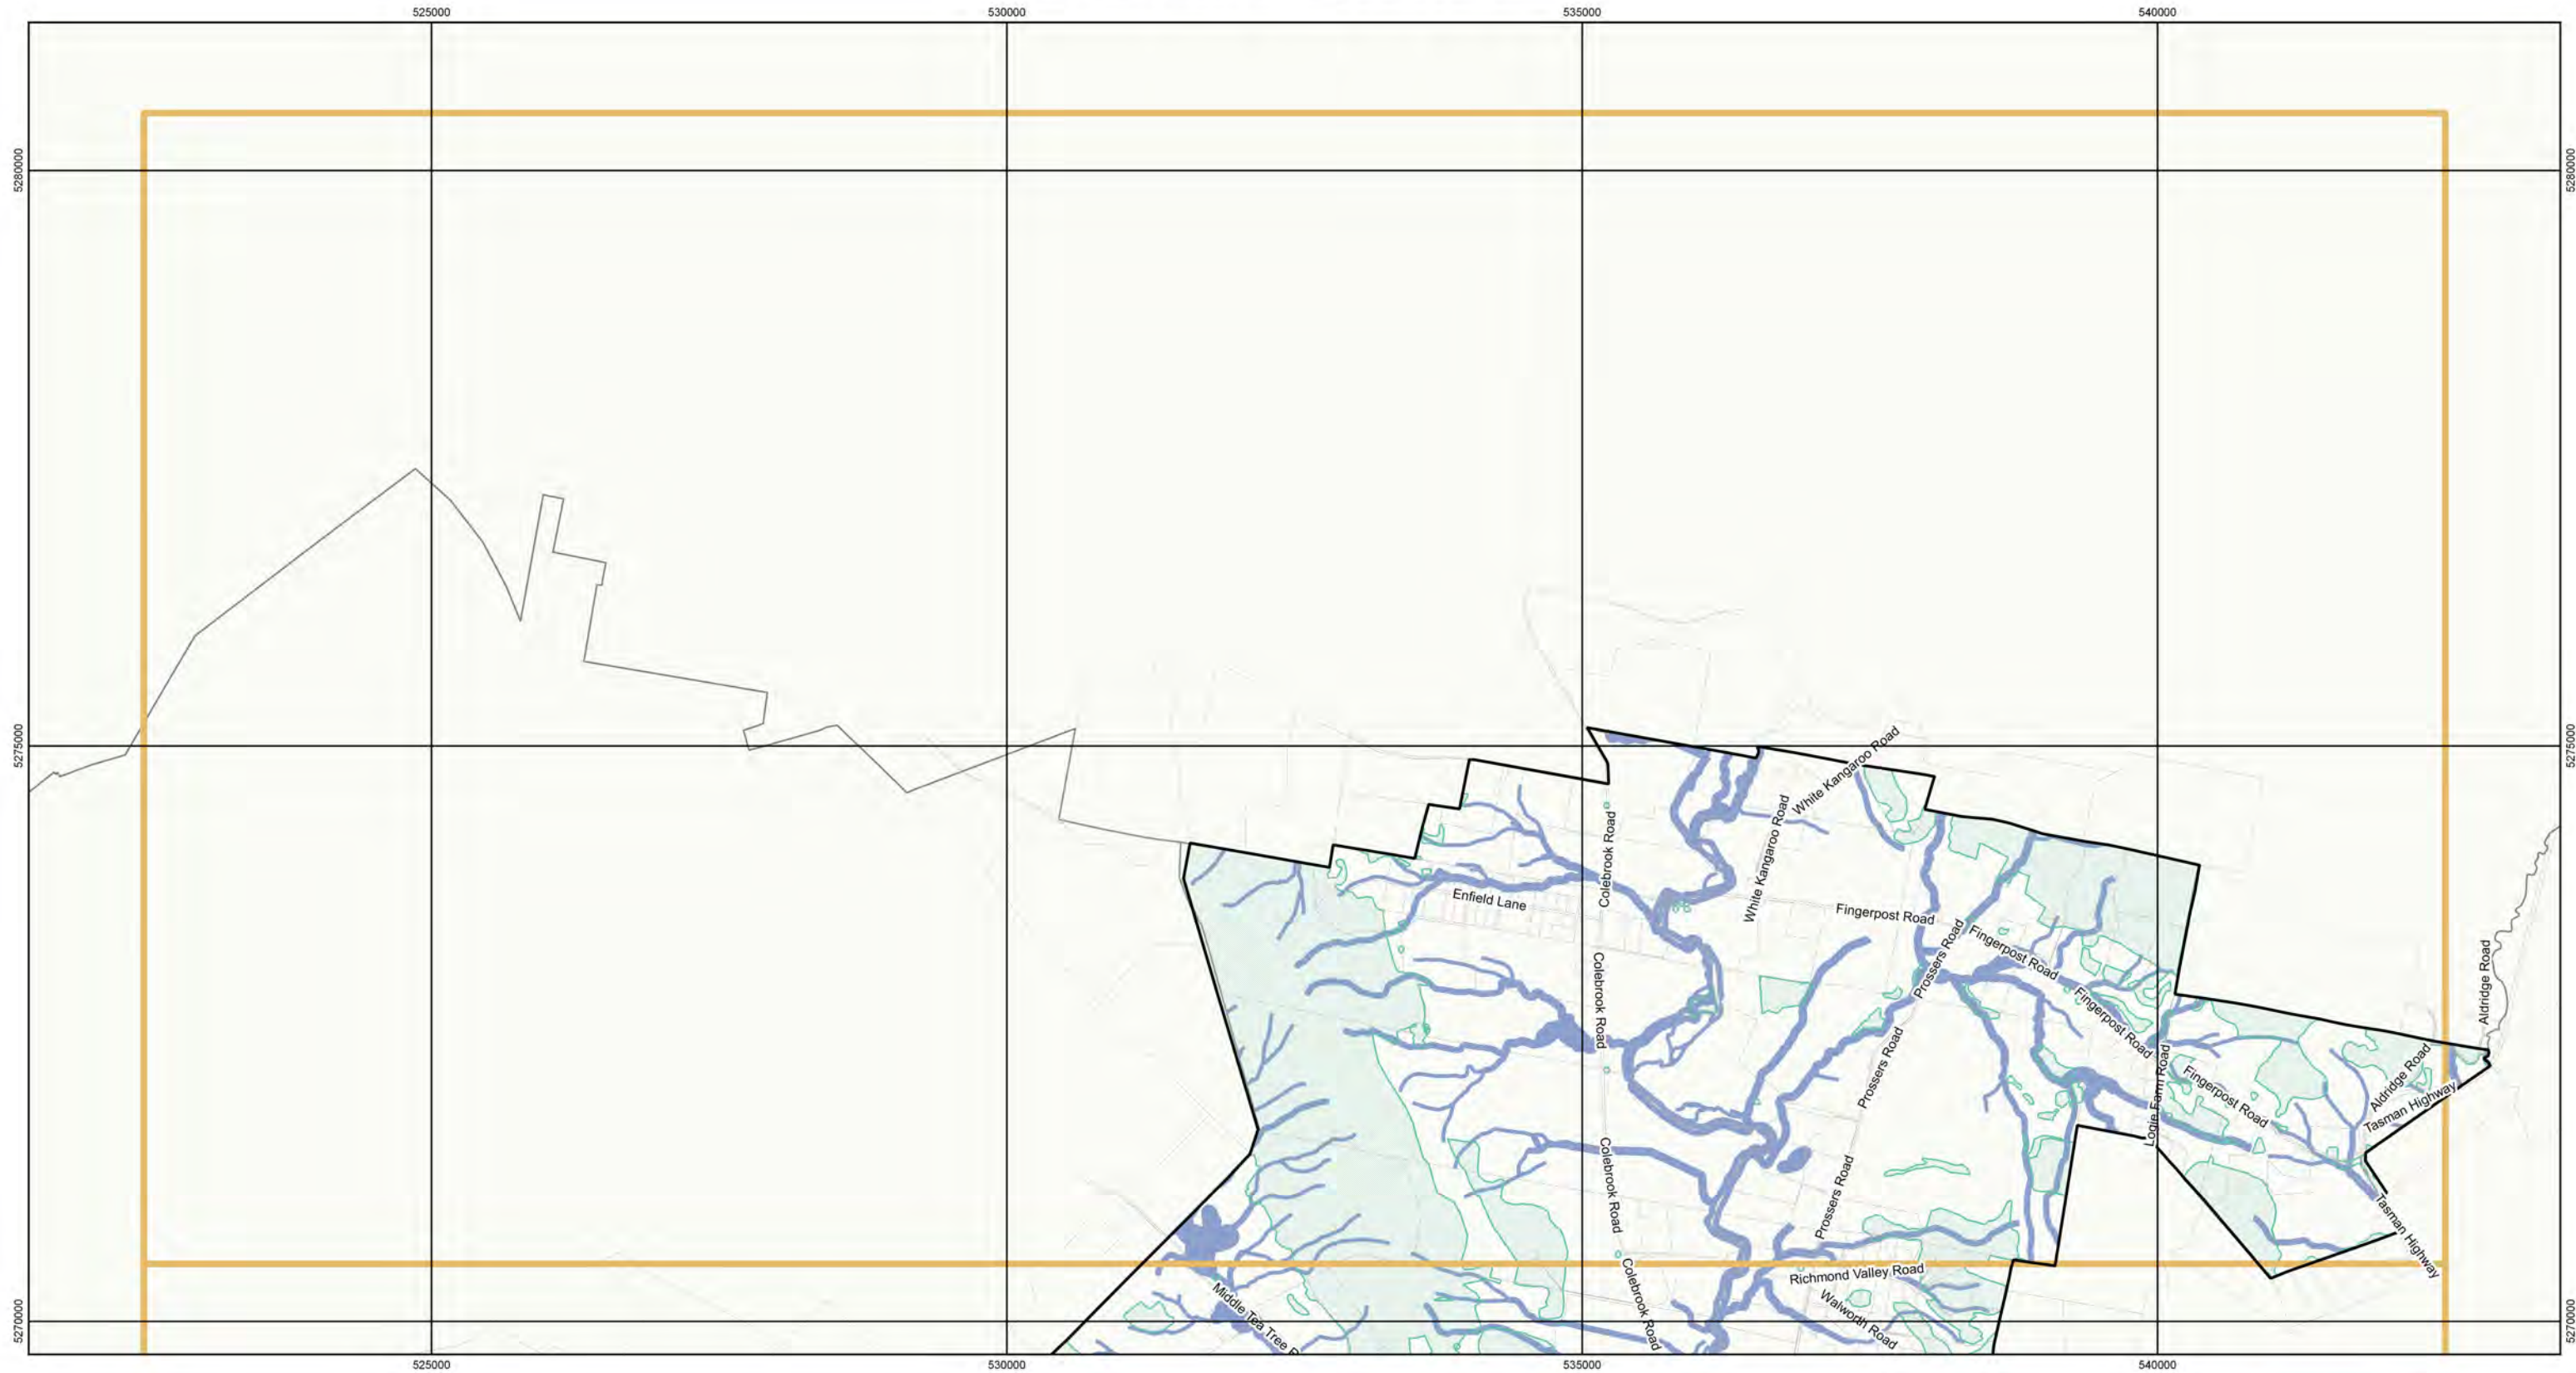 525000
530000
535000
540000
5280000
5280000
5275000
5275000
White Kangaroo Road
White Kangaroo Road
Colebrook Road
Enfield Lane
Fingerpost Road
Prossers Road
Fingerpost Road
Aldridge Road
Colebrook Road
Fingerpost Road
Prossers Road
Logie Farm Road
Fingerpost Road
Aldridge Road
Tasman Highway
Colebrook Road
Prossers Road
Tasman Highway
Richmond Valley Road
Colebrook Road
Middle Tea Tree R
Walworth Road
5270000
5270000
525000
530000
535000
540000